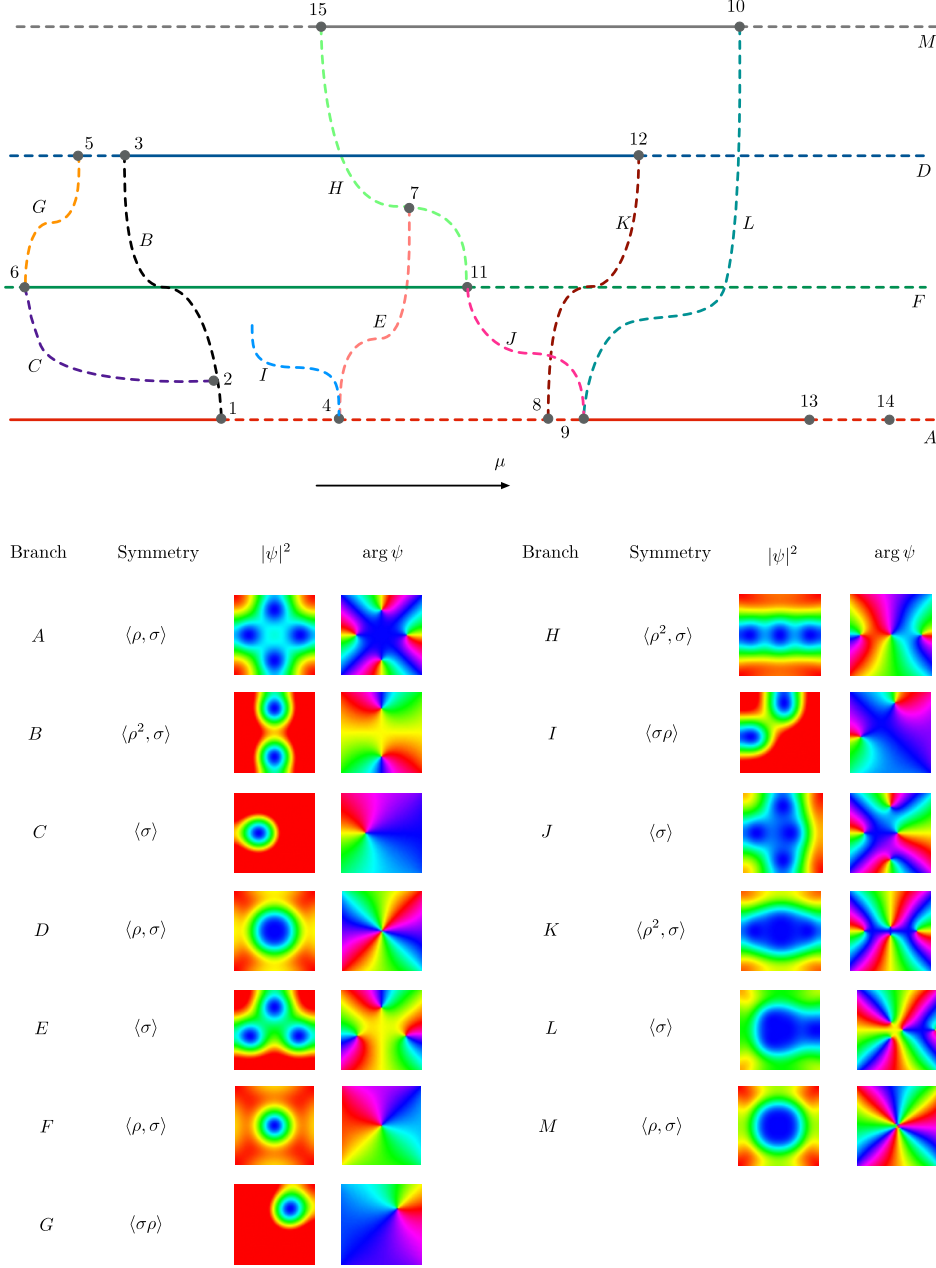 15 10
M
5 3 12
D
H 7
G B K L
6 11
F
E
C I J
2
1 4 8 9 13 14
A
μ
Branch Symmetry |ψ|² arg ψ Branch Symmetry |ψ|² arg ψ
A ⟨ρ, σ⟩ H ⟨ρ², σ⟩
B ⟨ρ², σ⟩ I ⟨σρ⟩
C ⟨σ⟩ J ⟨σ⟩
D ⟨ρ, σ⟩ K ⟨ρ², σ⟩
E ⟨σ⟩ L ⟨σ⟩
F ⟨ρ, σ⟩ M ⟨ρ, σ⟩
G ⟨σρ⟩